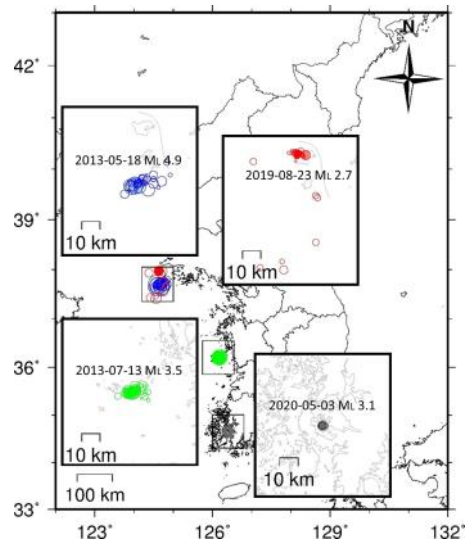 N
42°
39°
36°
33°
2013-05-18 ML 4.9
10 km
2019-08-23 ML 2.7
10 km
2013-07-13 ML 3.5
10 km
2020-05-03 ML 3.1
10 km
100 km
123° 126° 129° 132°